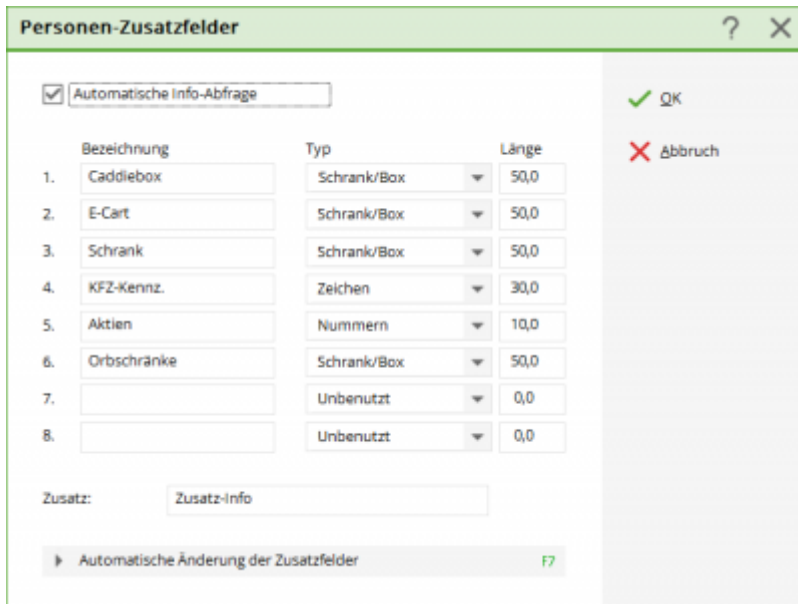 Personen-Zusatzfelder ?
Automatische Info-Abfrage
OK
Abbruch
Bezeichnung Typ Länge
1. Caddiebox Schrank/Box 50,0
2. E-Cart Schrank/Box 50,0
3. Schrank Schrank/Box 50,0
4. KFZ-Kennz. Zeichen 30,0
5. Aktien Nummern 10,0
6. Orbschränke Schrank/Box 50,0
7. Unbenutzt 0,0
8. Unbenutzt 0,0
Zusatz: Zusatz-Info
Automatische Änderung der Zusatzfelder F7